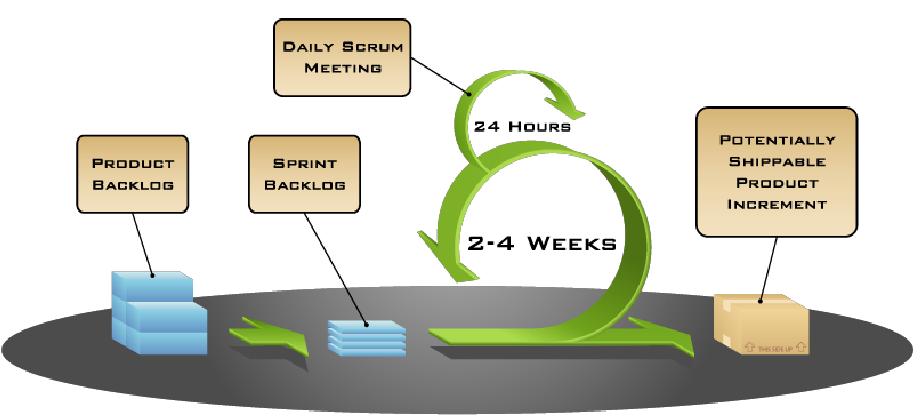 DAILY SCRUM
MEETING
24 HOURS
PRODUCT
BACKLOG
SPRINT
BACKLOG
POTENTIALLY
SHIPPABLE
PRODUCT
INCREMENT
2-4 WEEKS
THIS SIDE UP